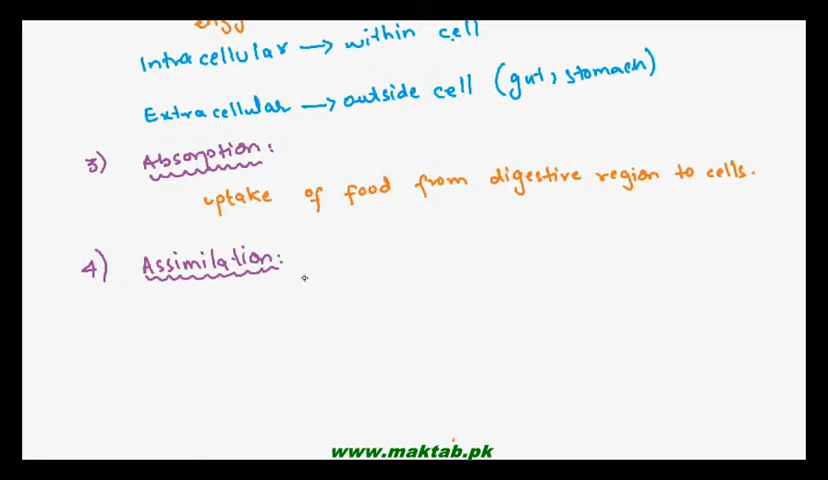 Intracellular → within cell
Extracellular → outside cell (gut, stomach)
3) Absorption:
uptake of food from digestive region to cells.
4) Assimilation:
www.maktab.pk